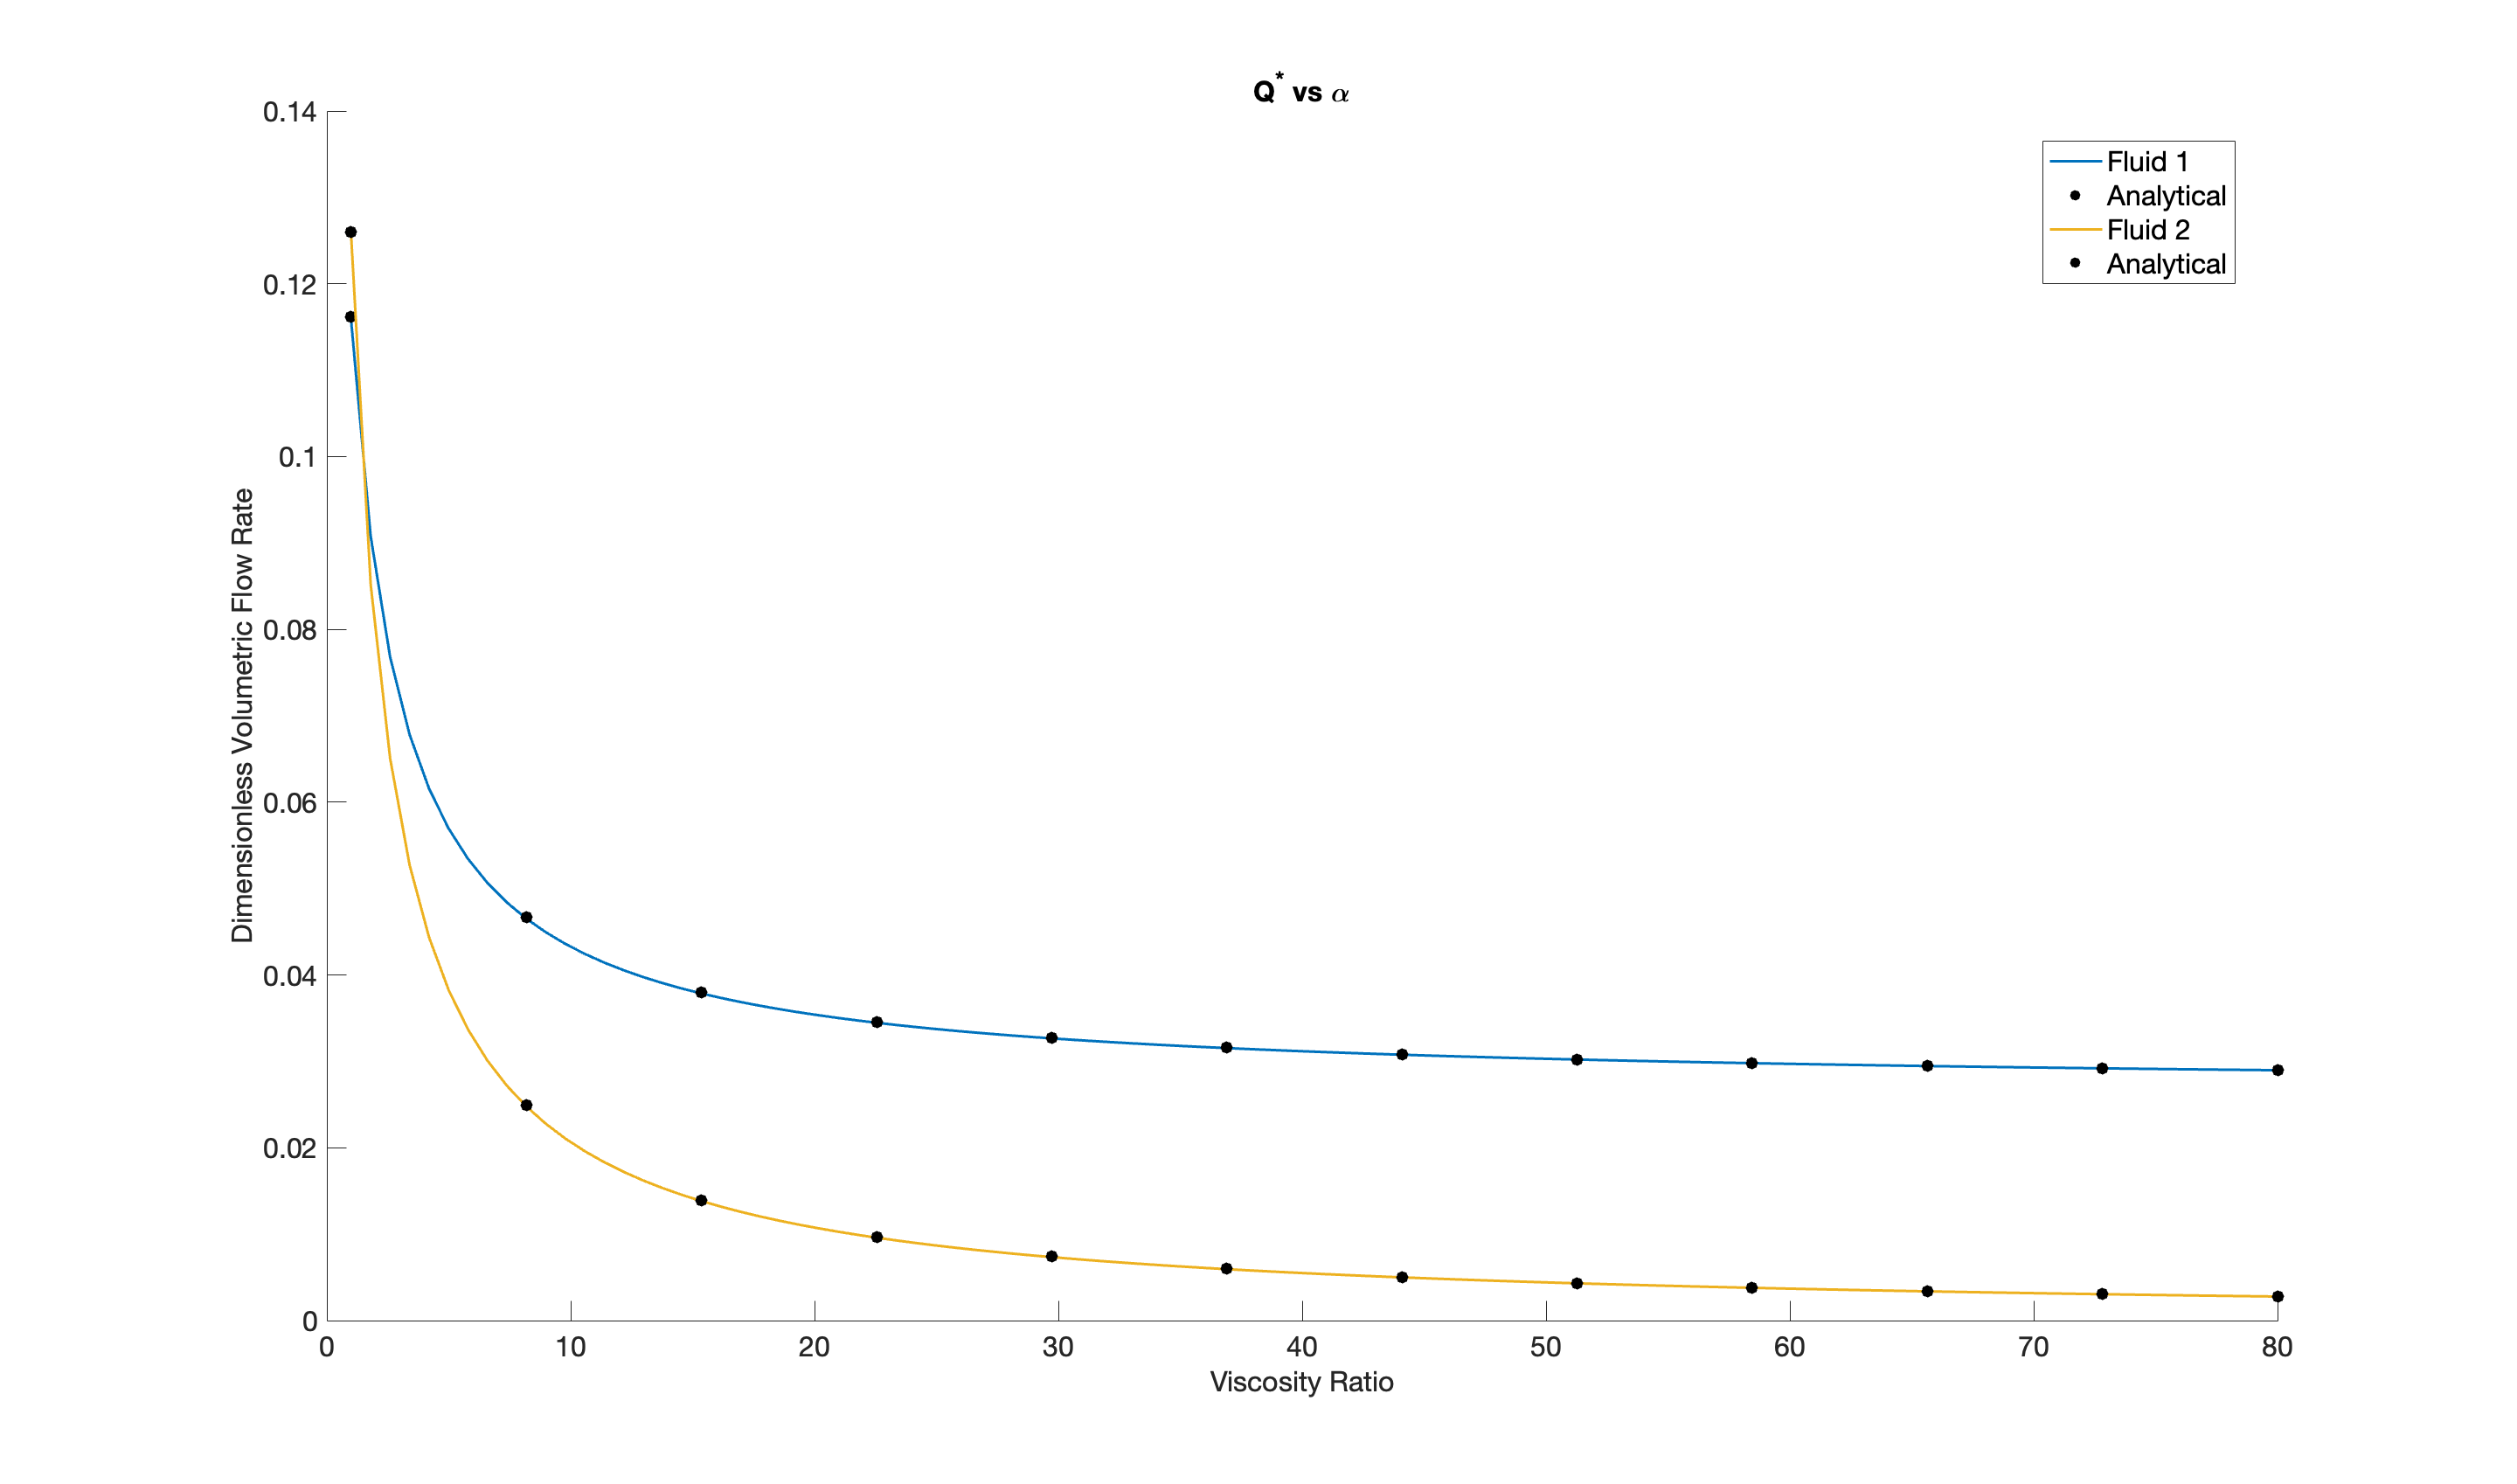 Q* vs α
0.14
0.12
0.1
0.08
0.06
0.04
0.02
0
Dimensionless Volumetric Flow Rate
Fluid 1
Analytical
Fluid 2
Analytical
0 10 20 30 40 50 60 70 80
Viscosity Ratio